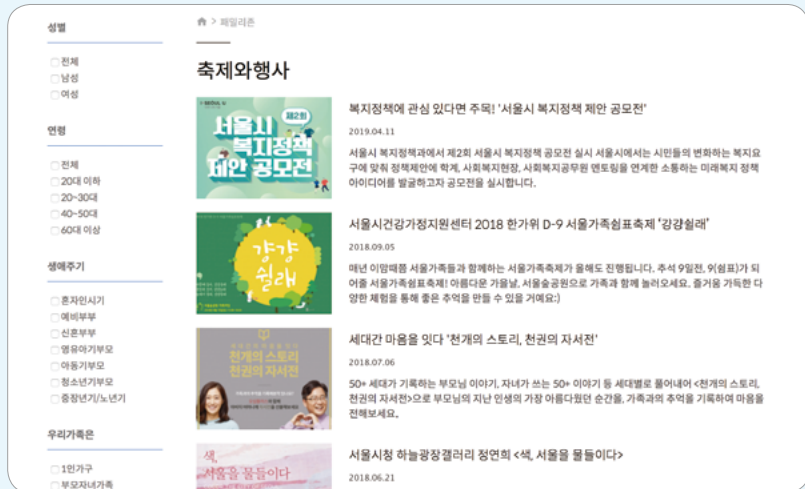 성별
전체
남성
여성
연령
전체
20대 이하
20~30대
40~50대
60대 이상
생애주기
혼자인시기
예비부부
신혼부부
영유아기부모
아동기부모
청소년기부모
중장년기/노년기
우리가족은
1인가구
부모자녀가족
> 패밀리존
축제와행사
제2회
서울시
복지정책
제안 공모전
복지정책에 관심 있다면 주목! '서울시 복지정책 제안 공모전'
2019.04.11
서울시 복지정책과에서 제2회 서울시 복지정책 공모전 실시 서울시에서는 시민들의 변화하는 복지요
구에 맞춰 정책제안에 학계, 사회복지현장, 사회복지공무원 멘토링을 연계한 소통하는 미래복지 정책
아이디어를 발굴하고자 공모전을 실시합니다.
걍걍
쉴래
서울시건강가정지원센터 2018 한가위 D-9 서울가족쉼표축제 '걍걍쉴래'
2018.09.05
매년 이맘때쯤 서울가족들과 함께하는 서울가족축제가 올해도 진행됩니다. 추석 9일전, 9(쉼표)가 되
어줄 서울가족쉼표축제! 아름다운 가을날, 서울숲공원으로 가족과 함께 놀러오세요. 즐거움 가득한 다
양한 체험을 통해 좋은 추억을 만들 수 있을 거예요:)
천개의 스토리
천권의 자서전
세대간 마음을 잇다 '천개의 스토리, 천권의 자서전'
2018.07.06
50+ 세대가 기록하는 부모님 이야기, 자녀가 쓰는 50+ 이야기 등 세대별로 풀어내어 <천개의 스토리,
천권의 자서전>으로 부모님의 지난 인생의 가장 아름다웠던 순간을, 가족과의 추억을 기록하여 마음을
전해보세요.
색,
서울을 물들이다
서울시청 하늘광장갤러리 정연희 <색, 서울을 물들이다>
2018.06.21